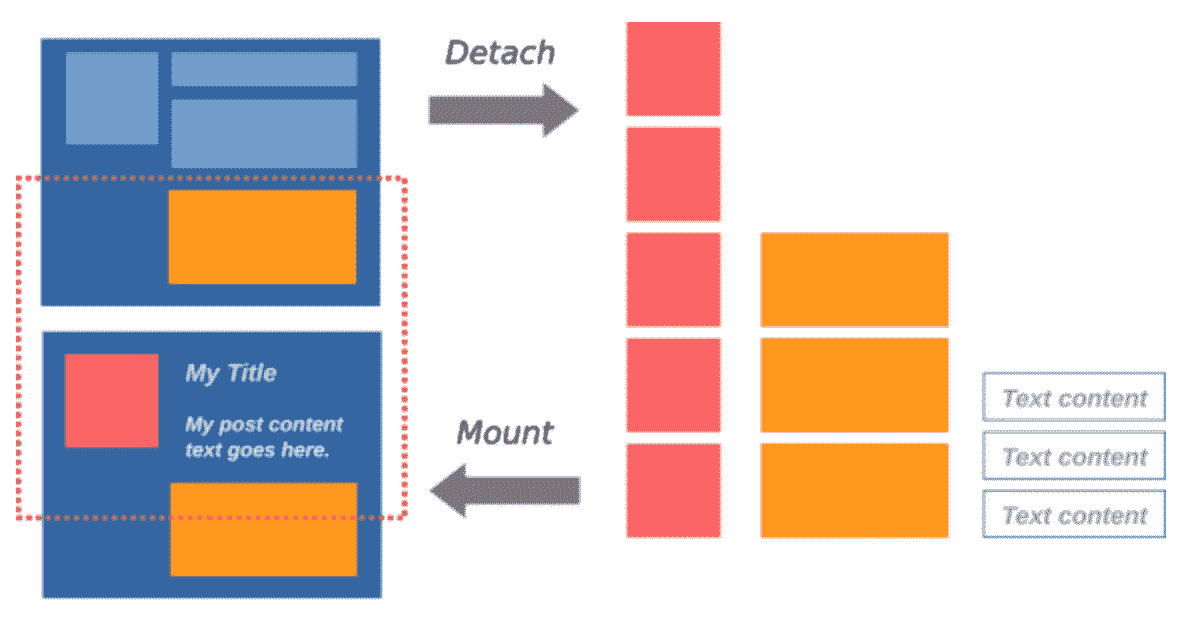 Detach
My Title
My post content
text goes here.
Mount
Text content
Text content
Text content